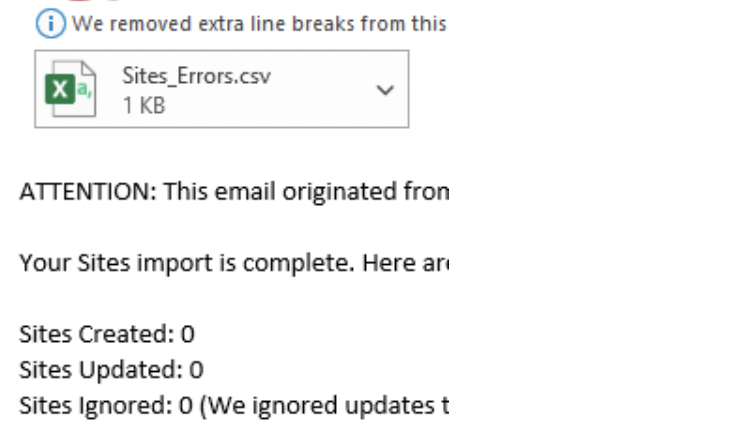 We removed extra line breaks from this
Sites_Errors.csv
1 KB
ATTENTION: This email originated from
Your Sites import is complete. Here are
Sites Created: 0
Sites Updated: 0
Sites Ignored: 0 (We ignored updates t